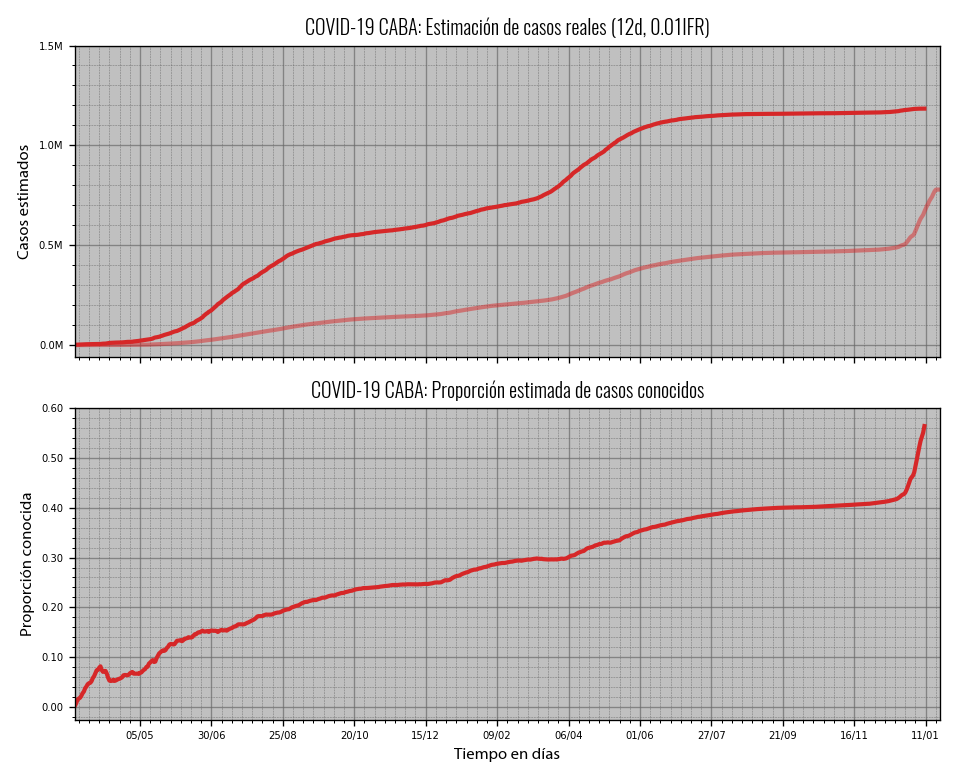 COVID-19 CABA: Estimación de casos reales (12d, 0.01IFR)
1.5M
1.0M
0.5M
0.0M
Casos estimados
COVID-19 CABA: Proporción estimada de casos conocidos
0.60
0.50
0.40
0.30
0.20
0.10
0.00
Proporción conocida
05/05 30/06 25/08 20/10 15/12 09/02 06/04 01/06 27/07 21/09 16/11 11/01
Tiempo en días